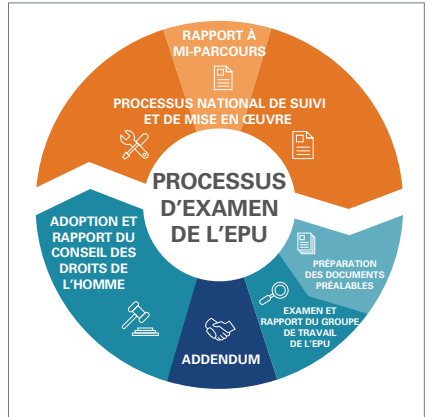 RAPPORT À
MI-PARCOURS
PROCESSUS NATIONAL DE SUIVI
ET DE MISE EN ŒUVRE
PROCESSUS
D'EXAMEN
DE L'EPU
ADOPTION ET
RAPPORT DU
CONSEIL DES
DROITS DE
L'HOMME
PRÉPARATION
DES DOCUMENTS
PRÉALABLES
EXAMEN ET
RAPPORT DU GROUPE
DE TRAVAIL
DE L'EPU
ADDENDUM